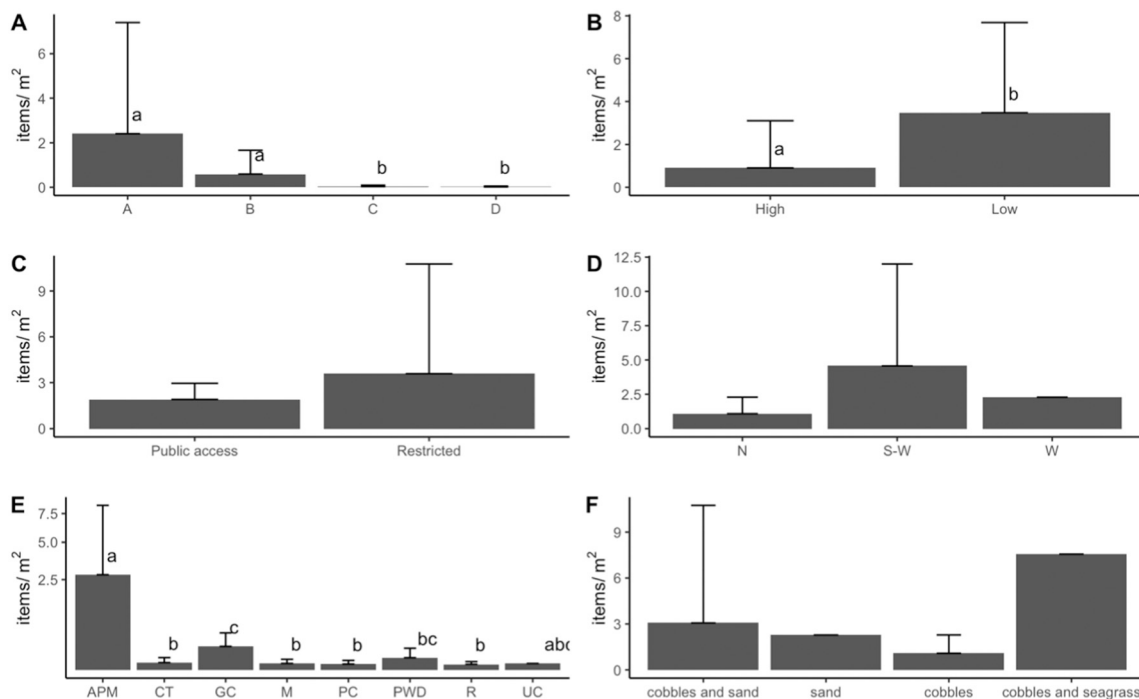 A
items/ m²
6
4
2
0
a
a
b
b
A B C D
B
items/ m²
8
6
4
2
0
a
b
High Low
C
items/ m²
9
6
3
0
Public access Restricted
D
items/ m²
12.5
10.0
7.5
5.0
2.5
0.0
N S-W W
E
items/ m²
7.5
5.0
2.5
a
b
c
b
b
bc
b
abc
APM CT GC M PC PWD R UC
F
items/ m²
9
6
3
0
cobbles and sand sand cobbles cobbles and seagrass